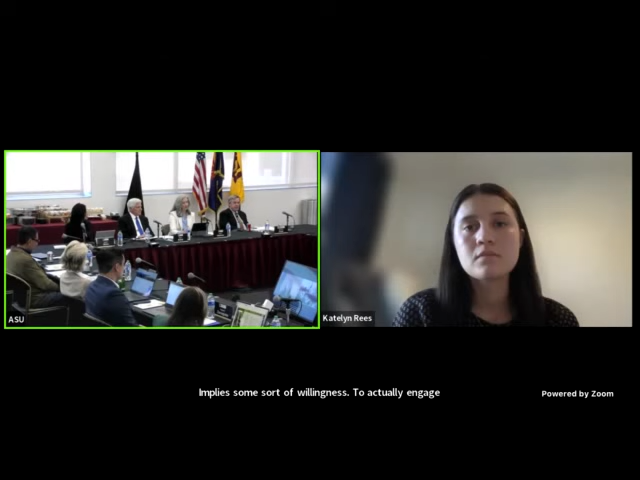 ASU
Katelyn Rees
Implies some sort of willingness. To actually engage
Powered by Zoom